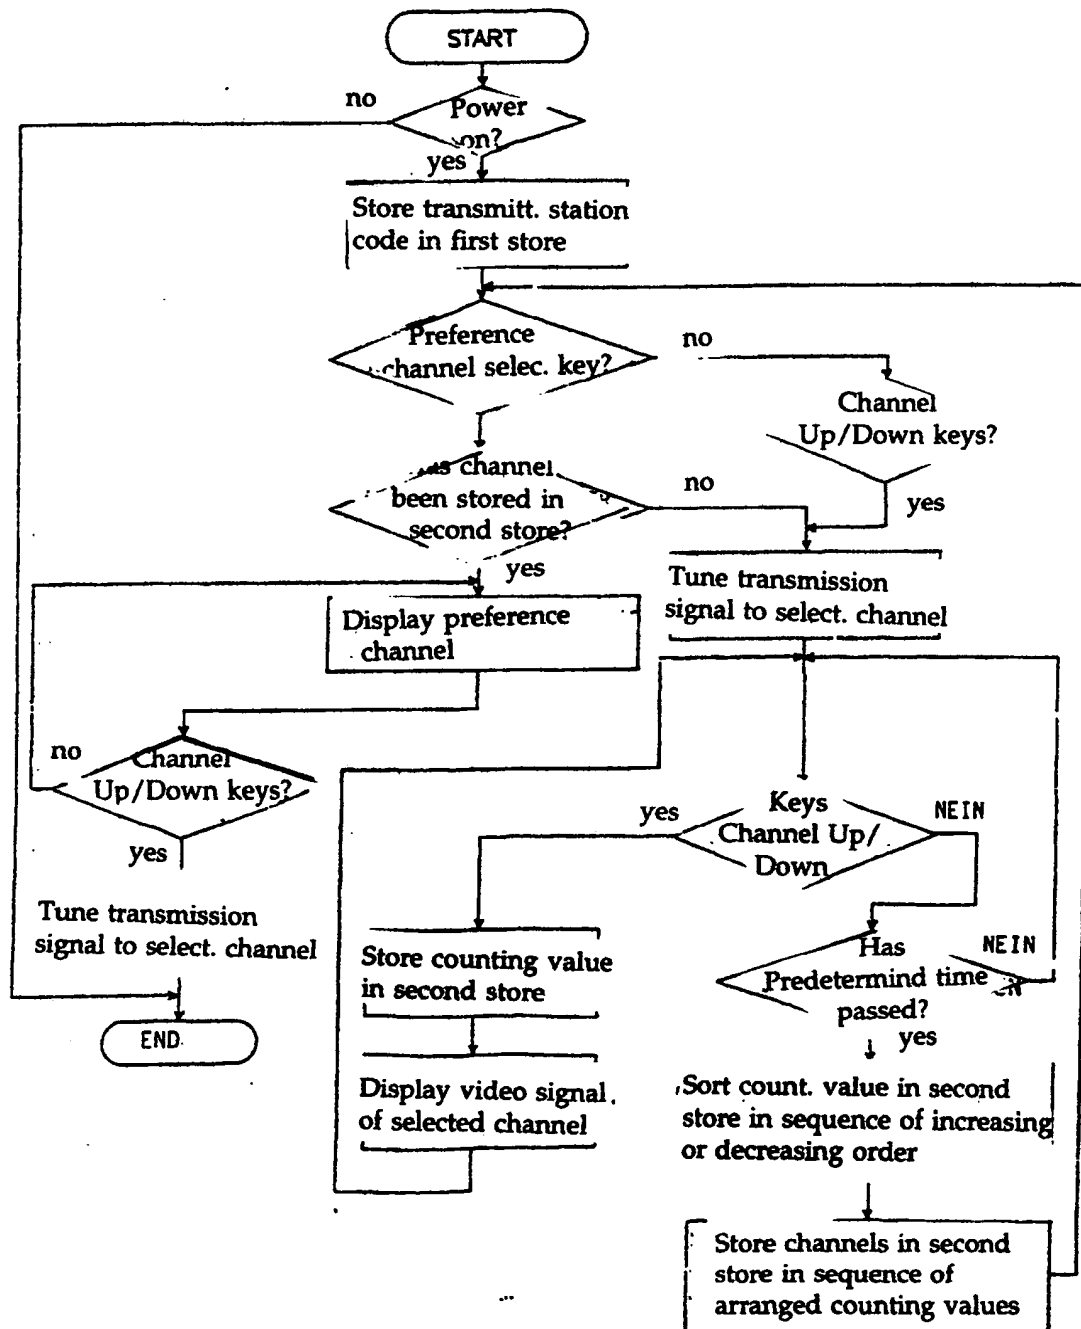 START
no
Power
on?
yes
Store transmitt. station
code in first store
Preference
channel selec. key?
no
Channel
Up/Down keys?
yes
channel
been stored in
second store?
no
yes
Tune transmission
signal to select. channel
Display preference
channel
no
Channel
Up/Down keys?
yes
Tune transmission
signal to select. channel
END
yes
Keys
Channel Up/
Down
NEIN
Store counting value
in second store
Has
Predetermind time
passed?
NEIN
yes
Display video signal
of selected channel
Sort count. value in second
store in sequence of increasing
or decreasing order
Store channels in second
store in sequence of
arranged counting values